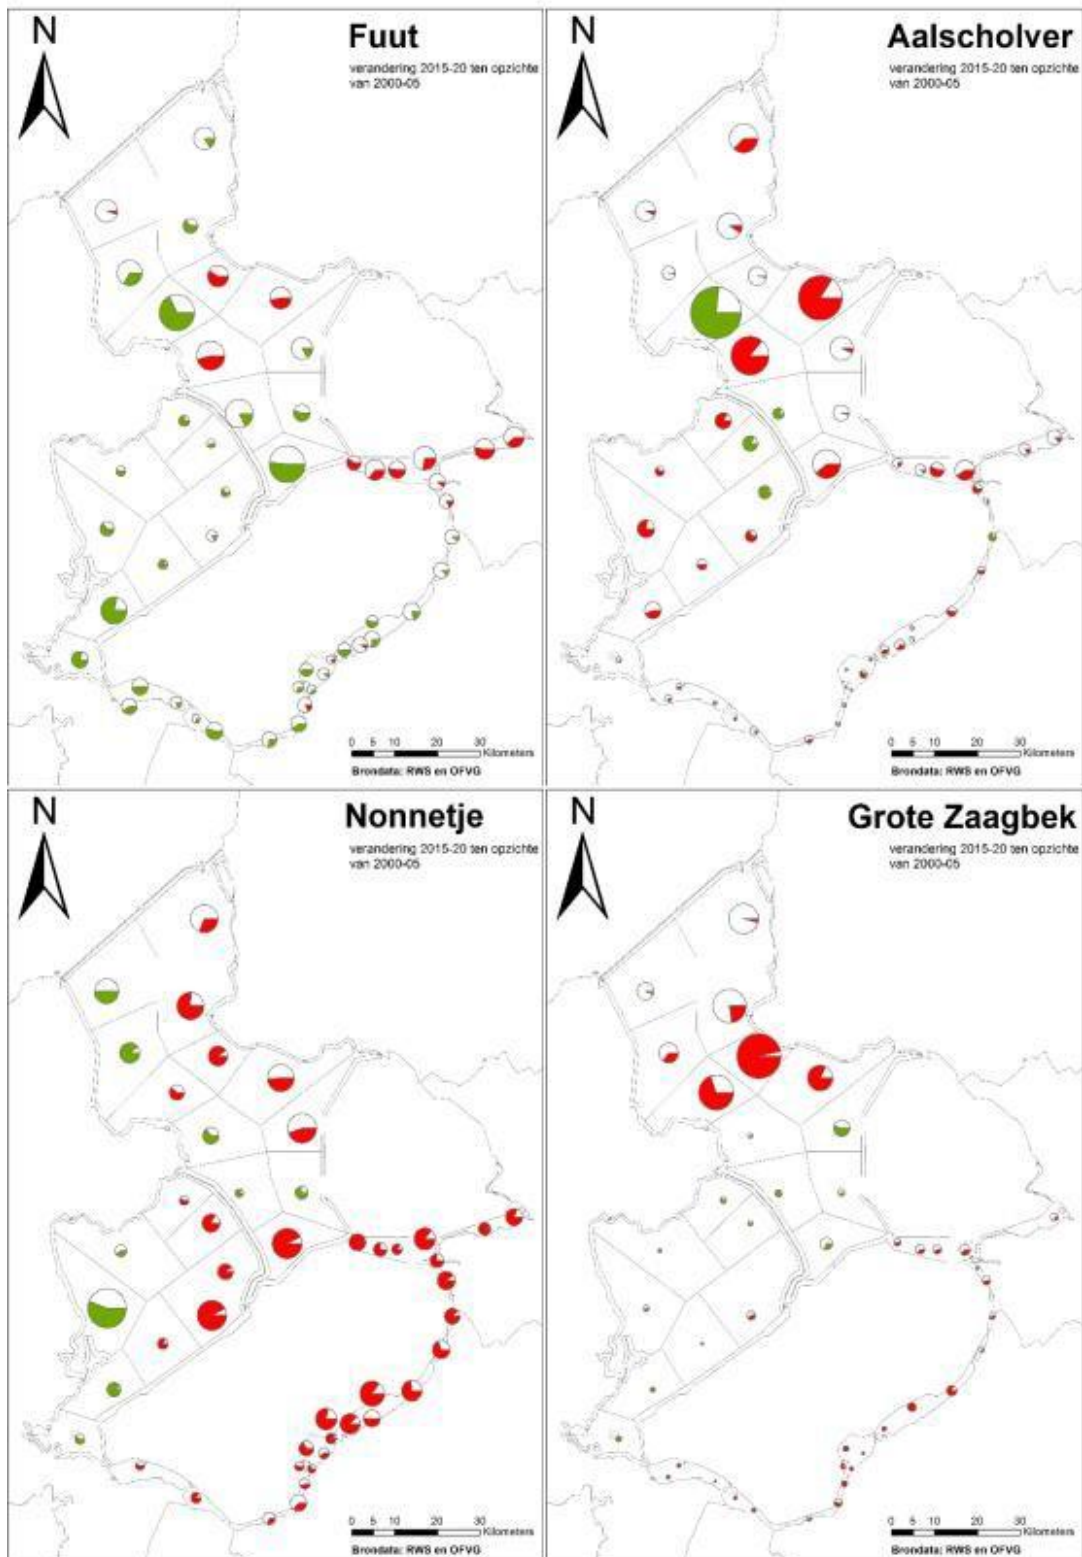 N
Fuut
verandering 2015-20 ten opzichte
van 2000-05
0 5 10 20 30
Kilometers
Brondata: RWS en OFVG
N
Aalscholver
verandering 2015-20 ten opzichte
van 2000-05
0 5 10 20 30
Kilometers
Brondata: RWS en OFVG
N
Nonnetje
verandering 2015-20 ten opzichte
van 2000-05
0 5 10 20 30
Kilometers
Brondata: RWS en OFVG
N
Grote Zaagbek
verandering 2015-20 ten opzichte
van 2000-05
0 5 10 20 30
Kilometers
Brondata: RWS en OFVG